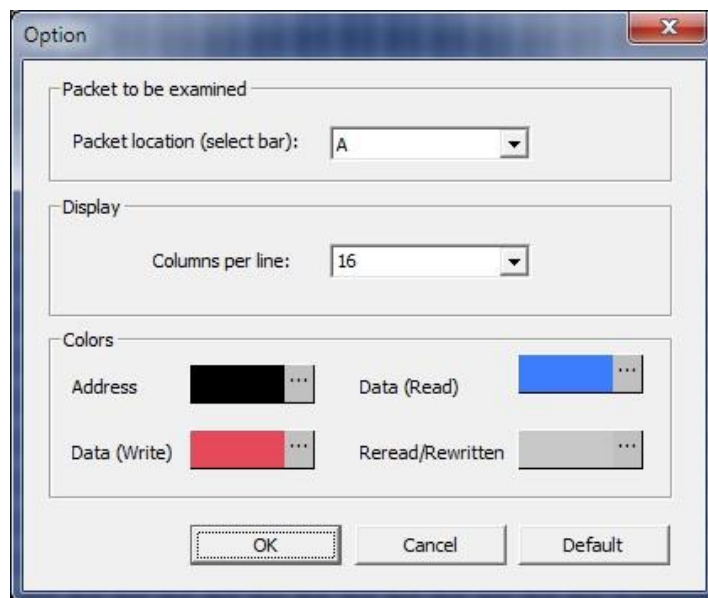 Option
Packet to be examined
Packet location (select bar): A
Display
Columns per line: 16
Colors
Address ... Data (Read) ...
Data (Write) ... Reread/Rewritten ...
OK Cancel Default